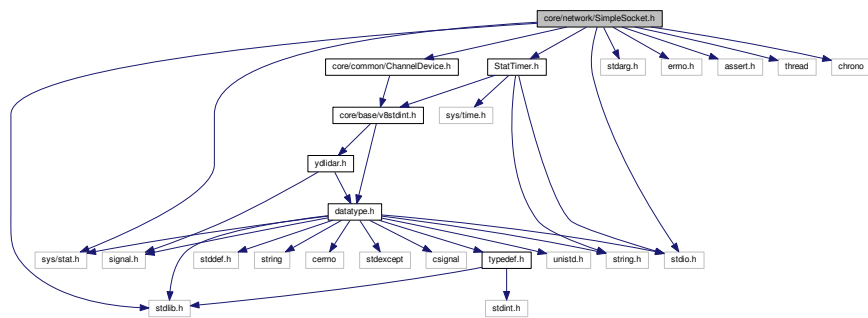 core/network/SimpleSocket.h
core/common/ChannelDevice.h
StatTimer.h
stdarg.h
errno.h
assert.h
thread
chrono
core/base/v8stdint.h
sys/time.h
ydlidar.h
datatype.h
sys/stat.h
signal.h
stddef.h
string
cerrno
stdexcept
csignal
typedef.h
unistd.h
string.h
stdio.h
stdlib.h
stdint.h